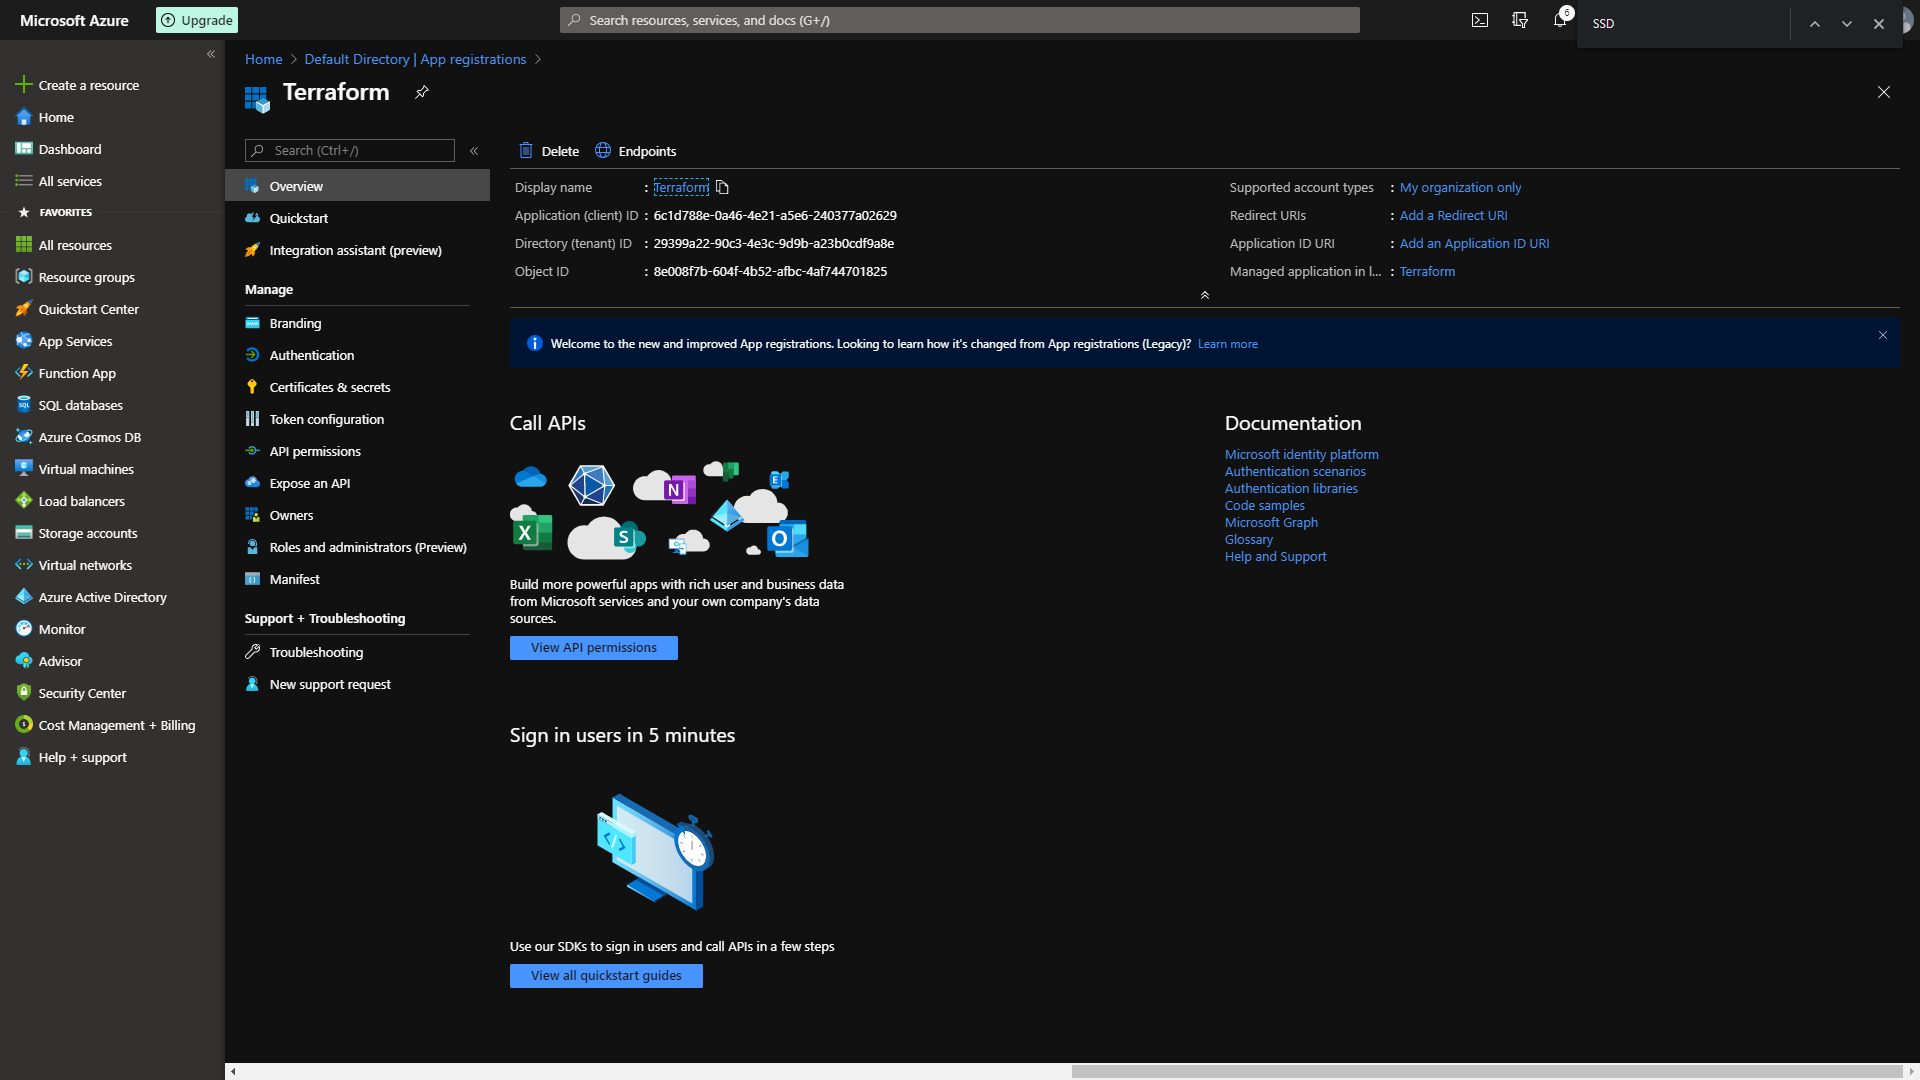 Microsoft Azure
Upgrade
Search resources, services, and docs (G+/)
6
SSD
Create a resource
Home
Dashboard
All services
FAVORITES
All resources
Resource groups
Quickstart Center
App Services
Function App
SQL databases
Azure Cosmos DB
Virtual machines
Load balancers
Storage accounts
Virtual networks
Azure Active Directory
Monitor
Advisor
Security Center
Cost Management + Billing
Help + support
Home > Default Directory | App registrations >
Terraform
Search (Ctrl+/)
Overview
Quickstart
Integration assistant (preview)
Manage
Branding
Authentication
Certificates & secrets
Token configuration
API permissions
Expose an API
Owners
Roles and administrators (Preview)
Manifest
Support + Troubleshooting
Troubleshooting
New support request
Delete
Endpoints
Display name : Terraform
Application (client) ID : 6c1d788e-0a46-4e21-a5e6-240377a02629
Directory (tenant) ID : 29399a22-90c3-4e3c-9d9b-a23b0cdf9a8e
Object ID : 8e008f7b-604f-4b52-afbc-4af744701825
Supported account types : My organization only
Redirect URIs : Add a Redirect URI
Application ID URI : Add an Application ID URI
Managed application in l... : Terraform
Welcome to the new and improved App registrations. Looking to learn how it's changed from App registrations (Legacy)? Learn more
Call APIs
N
E
X
S
O
Build more powerful apps with rich user and business data
from Microsoft services and your own company's data
sources.
View API permissions
Documentation
Microsoft identity platform
Authentication scenarios
Authentication libraries
Code samples
Microsoft Graph
Glossary
Help and Support
Sign in users in 5 minutes
</>
Use our SDKs to sign in users and call APIs in a few steps
View all quickstart guides